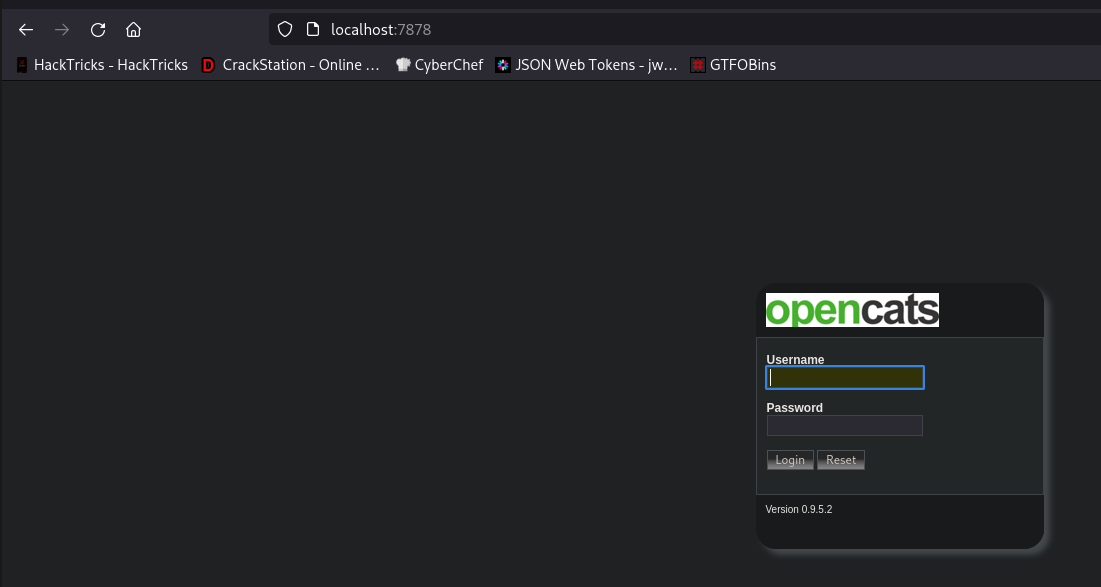 localhost:7878
HackTricks - HackTricks CrackStation - Online ... CyberChef JSON Web Tokens - jw... GTFOBins
opencats
Username
Password
Login Reset
Version 0.9.5.2